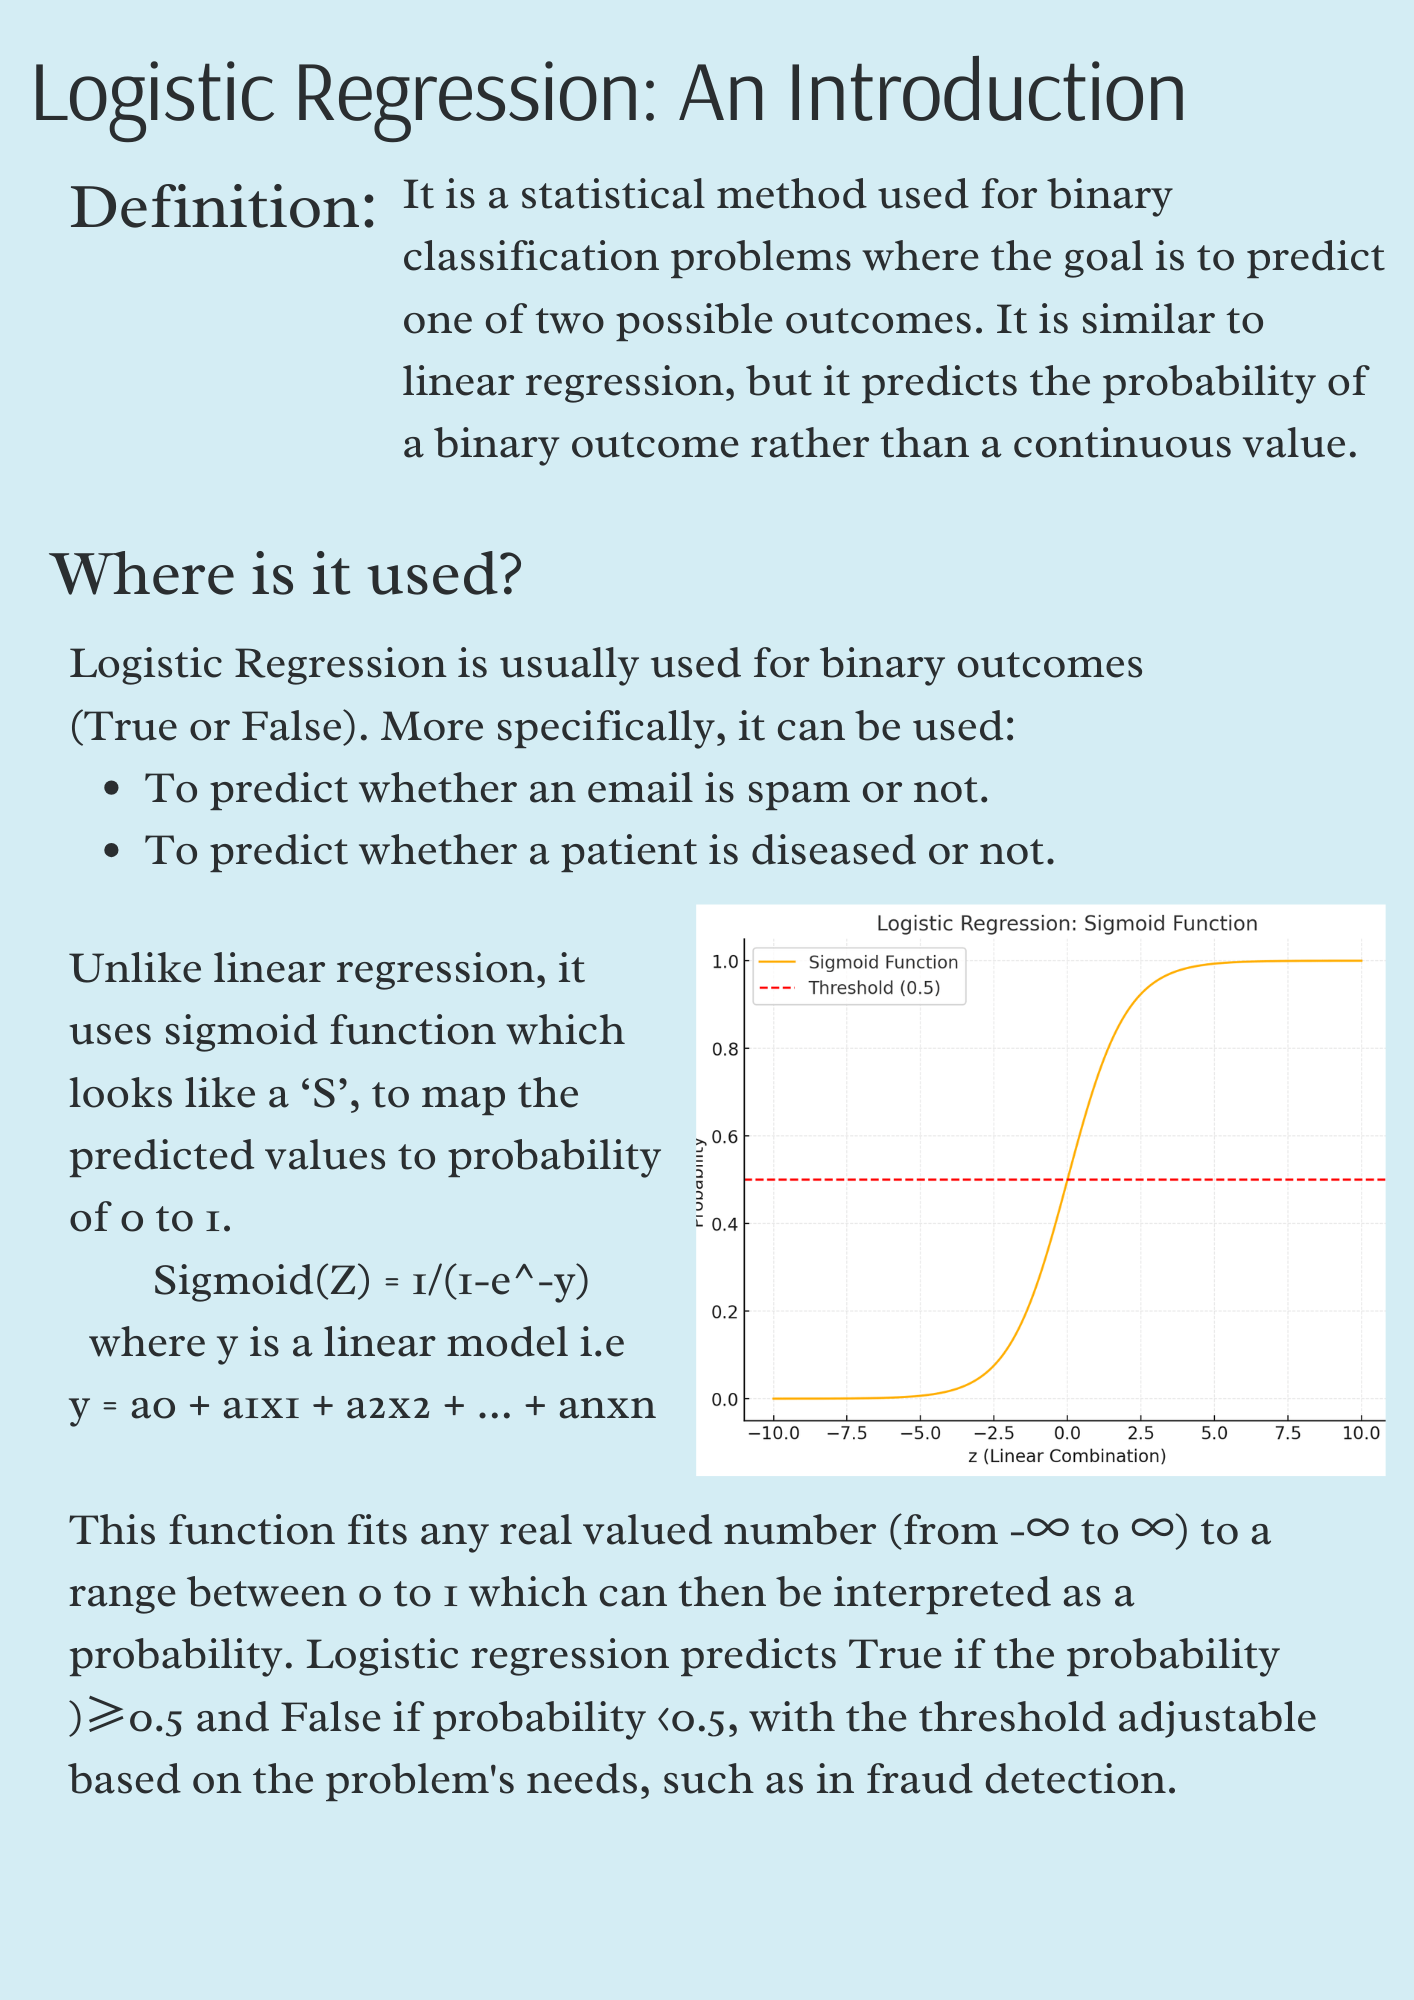 Logistic Regression: An Introduction
Definition:
It is a statistical method used for binary
classification problems where the goal is to predict
one of two possible outcomes. It is similar to
linear regression, but it predicts the probability of
a binary outcome rather than a continuous value.
Where is it used?
Logistic Regression is usually used for binary outcomes
(True or False). More specifically, it can be used:
• To predict whether an email is spam or not.
• To predict whether a patient is diseased or not.
Unlike linear regression, it
uses sigmoid function which
looks like a ‘S’, to map the
predicted values to probability
of 0 to 1.
Sigmoid(Z) = 1/(1-e^-y)
where y is a linear model i.e
y = a0 + a1x1 + a2x2 + ... + anxn
Logistic Regression: Sigmoid Function
Sigmoid Function
Threshold (0.5)
1.0
0.8
0.6
0.4
0.2
0.0
Probability
−10.0 −7.5 −5.0 −2.5 0.0 2.5 5.0 7.5 10.0
z (Linear Combination)
This function fits any real valued number (from -∞ to ∞) to a
range between 0 to 1 which can then be interpreted as a
probability. Logistic regression predicts True if the probability
)⩾0.5 and False if probability <0.5, with the threshold adjustable
based on the problem's needs, such as in fraud detection.